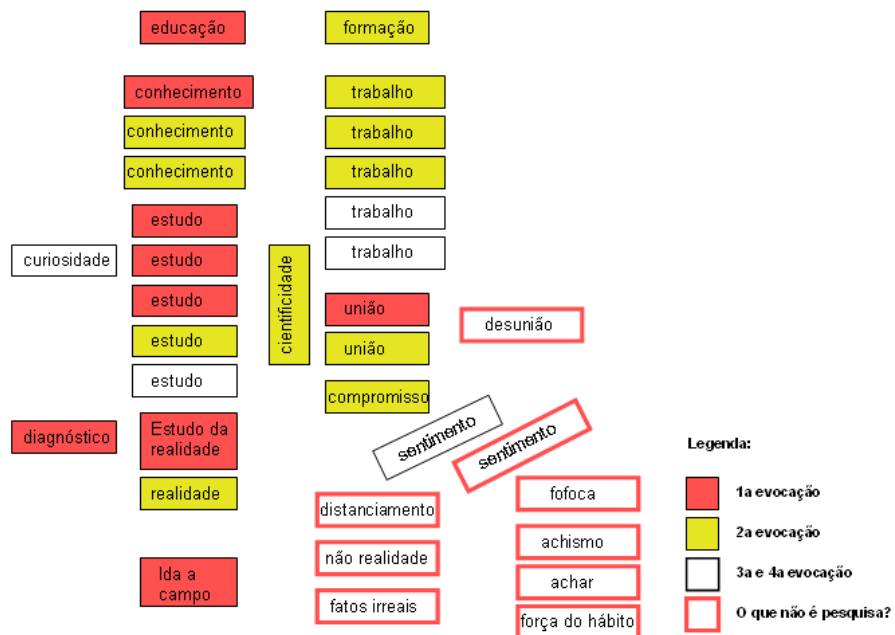 educação
formação
conhecimento
trabalho
conhecimento
trabalho
conhecimento
trabalho
estudo
trabalho
curiosidade
estudo
trabalho
cientificidade
estudo
união
desunião
estudo
união
estudo
compromisso
diagnóstico
Estudo da
realidade
sentimento
sentimento
realidade
distanciamento
fofoca
não realidade
achismo
Ida a
campo
fatos irreais
achar
força do hábito
Legenda:
1a evocação
2a evocação
3a e 4a evocação
O que não é pesquisa?